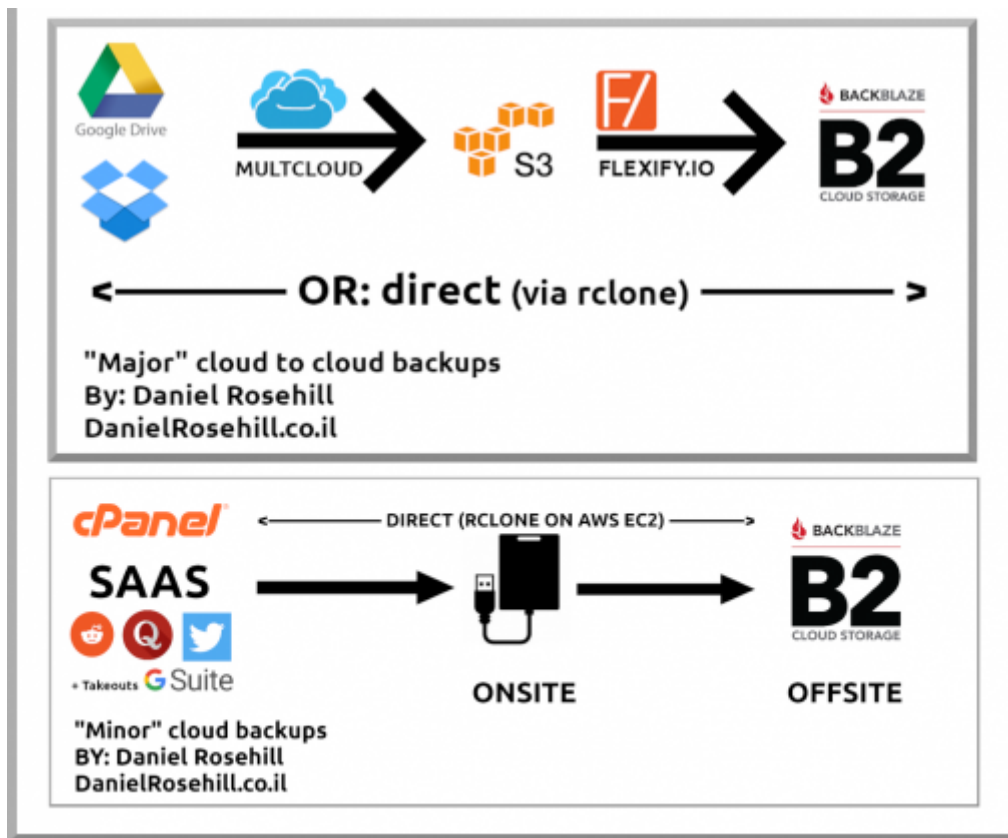 Google Drive
MULTCLOUD
S3
F/
FLEXIFY.IO
BACKBLAZE
B2
CLOUD STORAGE
< OR: direct (via rclone) >
"Major" cloud to cloud backups
By: Daniel Rosehill
DanielRosehill.co.il
cPanel®
SAAS
Q
+ Takeouts G Suite
< DIRECT (RCLONE ON AWS EC2) >
ONSITE
BACKBLAZE
B2
CLOUD STORAGE
OFFSITE
"Minor" cloud backups
BY: Daniel Rosehill
DanielRosehill.co.il